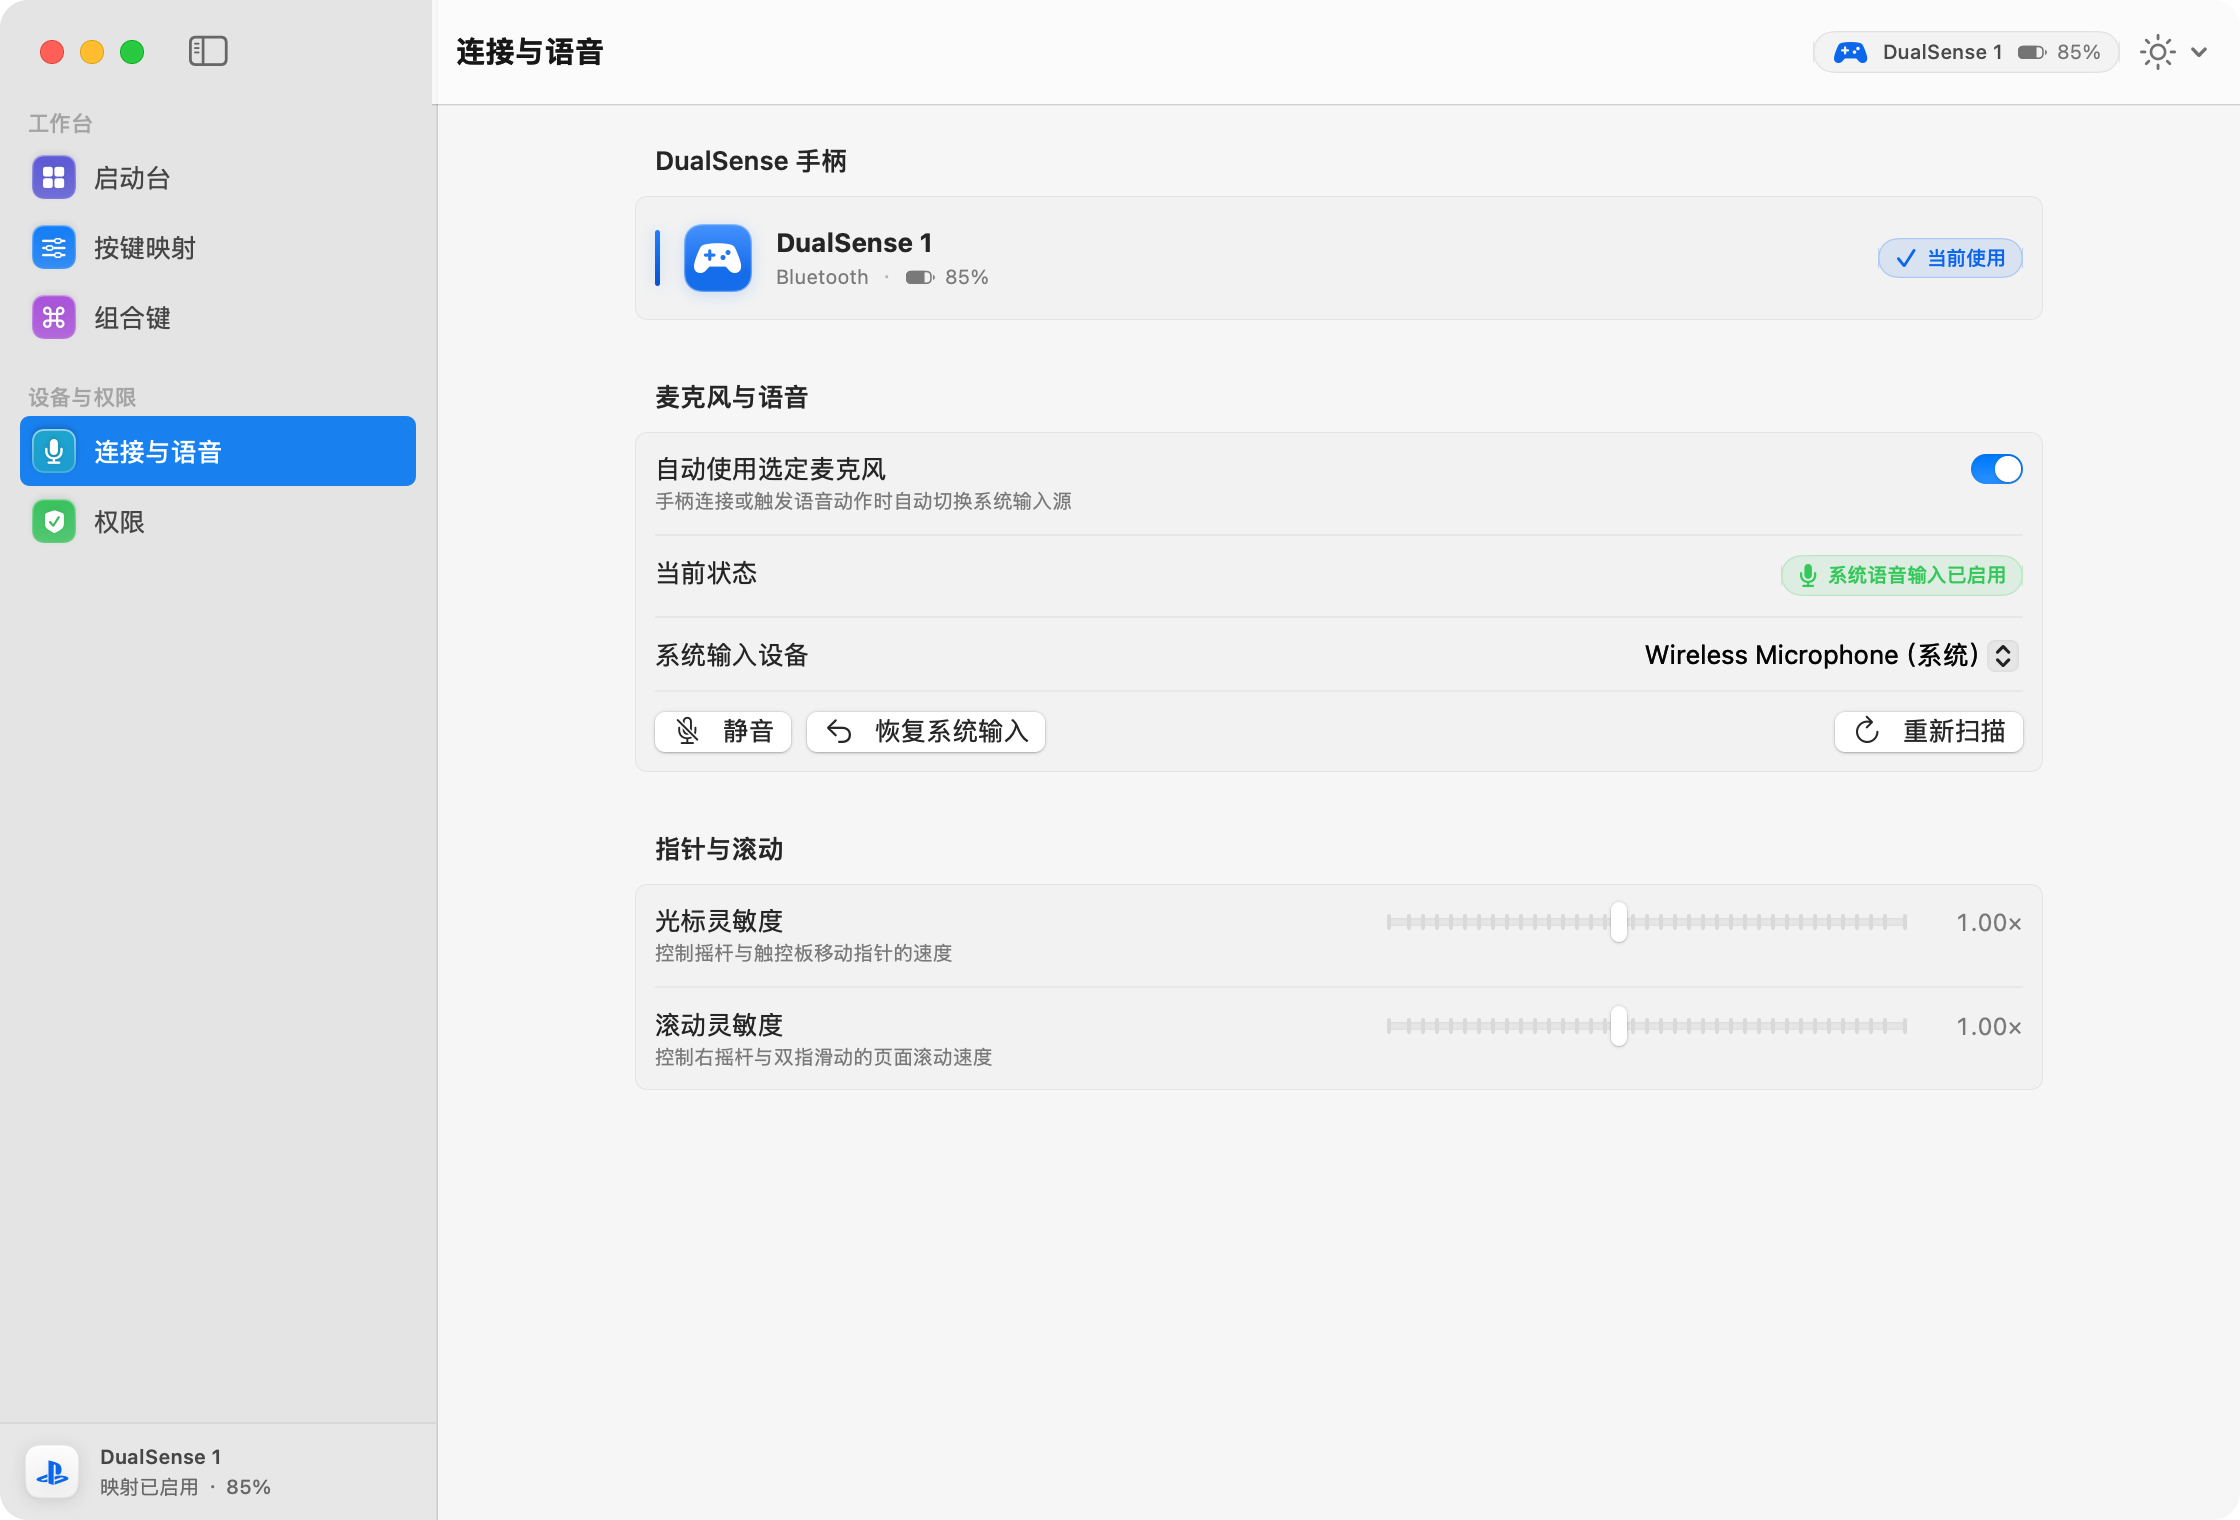 连接与语音
DualSense 1 85%
工作台
启动台
按键映射
组合键
设备与权限
连接与语音
权限
DualSense 手柄
DualSense 1
Bluetooth · 85%
当前使用
麦克风与语音
自动使用选定麦克风
手柄连接或触发语音动作时自动切换系统输入源
当前状态
系统语音输入已启用
系统输入设备
Wireless Microphone (系统)
静音
恢复系统输入
重新扫描
指针与滚动
光标灵敏度
控制摇杆与触控板移动指针的速度
1.00×
滚动灵敏度
控制右摇杆与双指滑动的页面滚动速度
1.00×
DualSense 1
映射已启用 · 85%